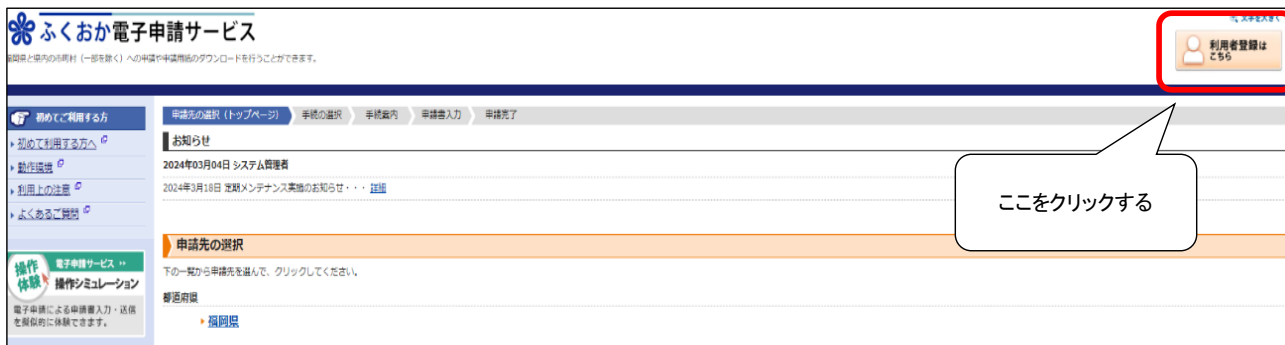 ふくおか電子申請サービス
文字を大きく
福岡県と県内の市町村（一部を除く）への申請や申請用紙のダウンロードを行うことができます。
利用者登録は
こちら
初めてご利用する方
初めて利用する方へ
動作環境
利用上の注意
よくあるご質問
操作
体験
電子申請サービス
操作シミュレーション
電子申請による申請書入力・送信
を擬似的に体験できます。
申請先の選択（トップページ） 手続の選択 手続案内 申請書入力 申請完了
お知らせ
2024年03月04日 システム管理者
2024年3月18日 定期メンテナンス実施のお知らせ・・・ 詳細
ここをクリックする
申請先の選択
下の一覧から申請先を選んで、クリックしてください。
都道府県
福岡県